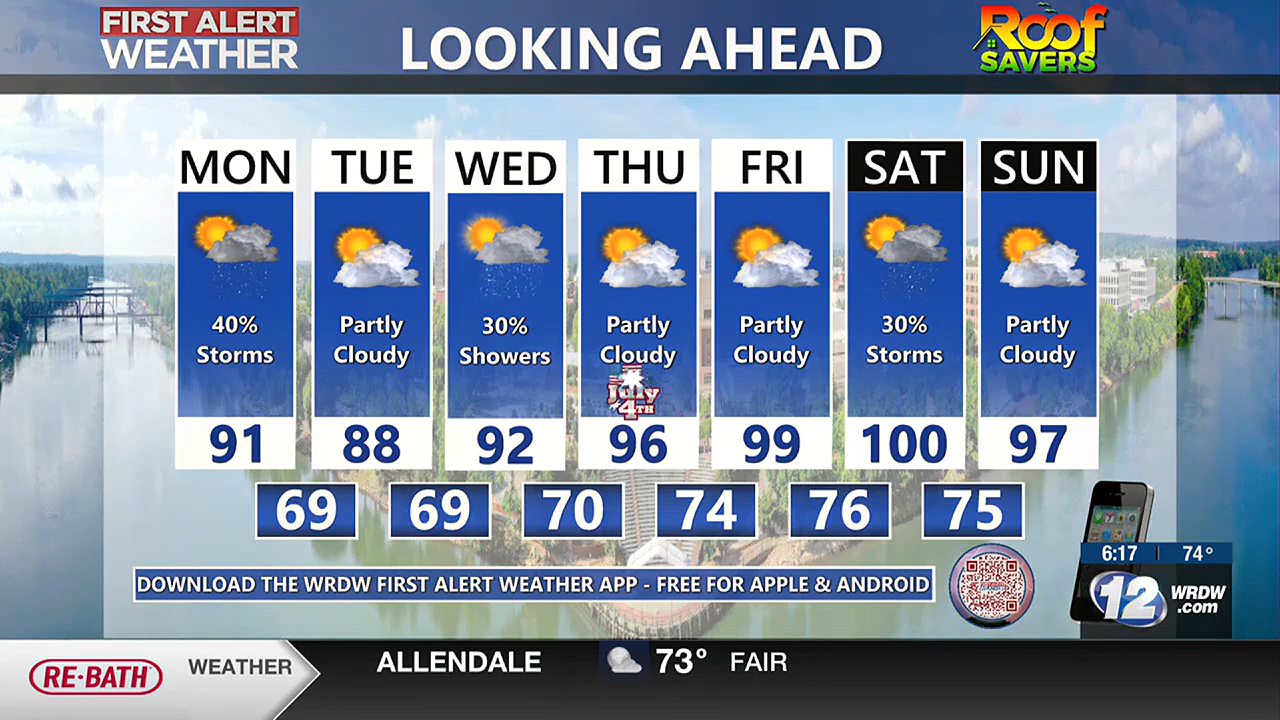 FIRST ALERT
WEATHER
LOOKING AHEAD
Roof
SAVERS
MON TUE WED THU FRI SAT SUN
40% Storms
Partly Cloudy
30% Showers
Partly Cloudy
Partly Cloudy
30% Storms
Partly Cloudy
July
4TH
91 88 92 96 99 100 97
69 69 70 74 76 75
DOWNLOAD THE WRDW FIRST ALERT WEATHER APP - FREE FOR APPLE & ANDROID
6:17 | 74°
12 WRDW
.com
RE·BATH WEATHER ALLENDALE 73° FAIR